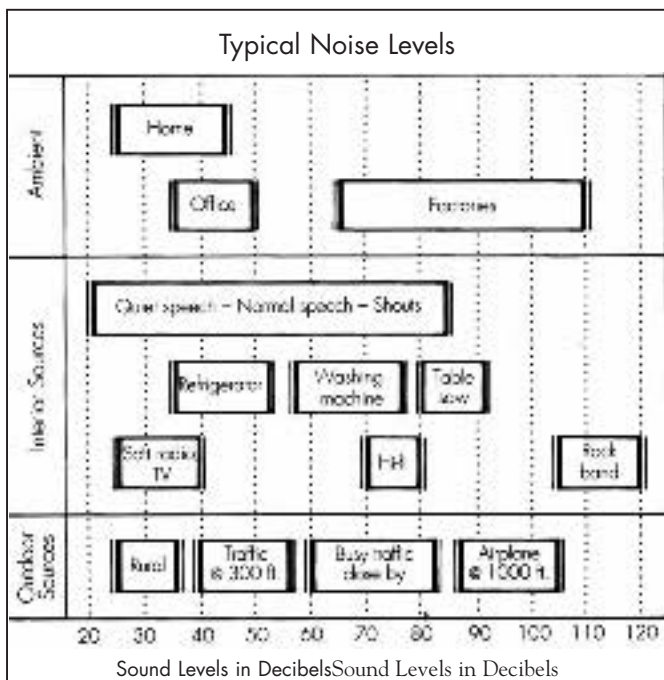 Typical Noise Levels
Ambient
Home
Office
Factories
Interior Sources
Quiet speech – Normal speech – Shouts
Refrigerator
Washing
machine
Table
saw
Soft radio,
TV
Hi-fi
Rock
band
Outdoor
Sources
Rural
Traffic
@ 300 ft.
Busy traffic
close by
Airplane
@ 1000 ft.
20 30 40 50 60 70 80 90 100 110 120
Sound Levels in DecibelsSound Levels in Decibels